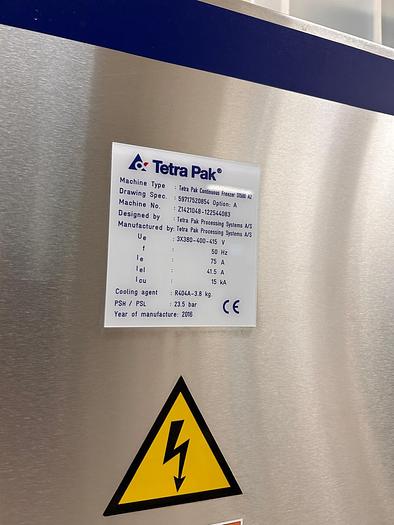 Tetra Pak®
Machine Type : Tetra Pak Continuous Freezer A2
Drawing Spec. : 59717520854 Option: A
Machine No. : Z1421048-122544083
Designed by : Tetra Pak Processing Systems A/S
Manufactured by: Tetra Pak Processing Systems A/S
Ue : 3X380-400-415 V
f : 50 Hz
Ie : 75 A
Iel : 41.5 A
Icu : 15 kA
Cooling agent : R404A-3.8 kg.
PSH / PSL : 23.5 bar
Year of manufacture: 2016
CE